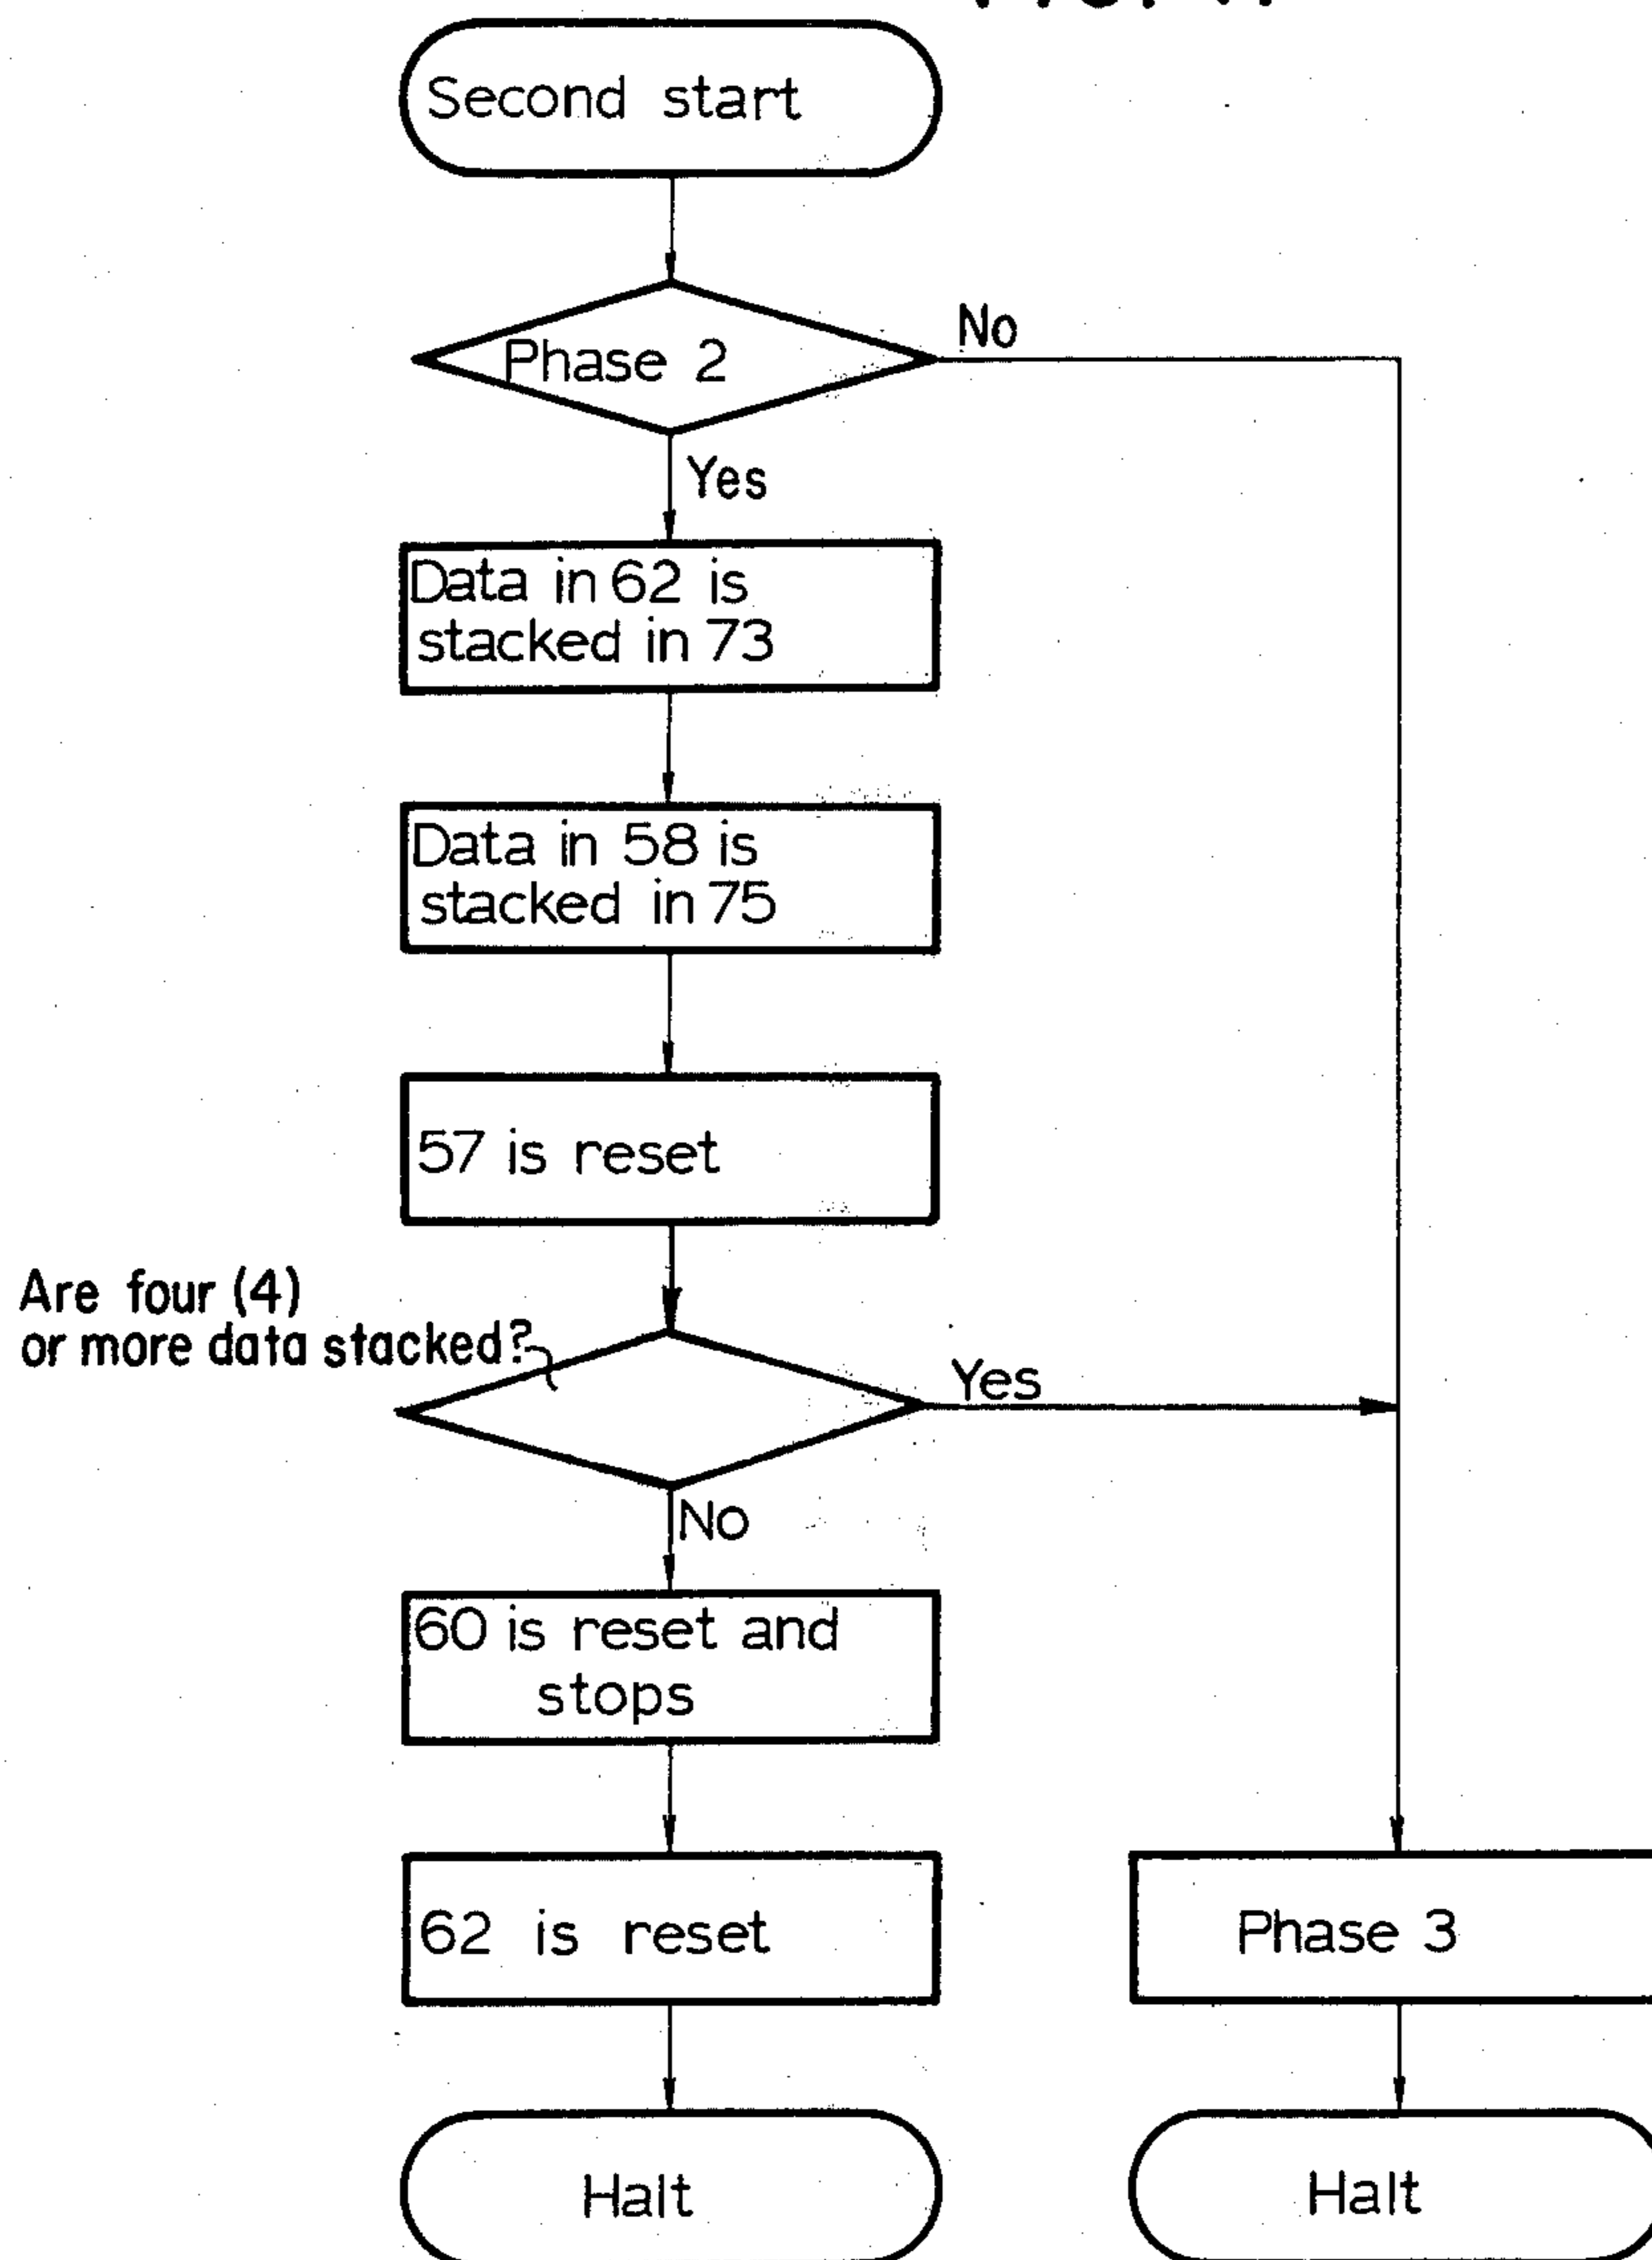 Second start
Phase 2
No
Yes
Data in 62 is
stacked in 73
Data in 58 is
stacked in 75
57 is reset
Are four (4)
or more data stacked?
Yes
No
60 is reset and
stops
62 is reset
Phase 3
Halt
Halt